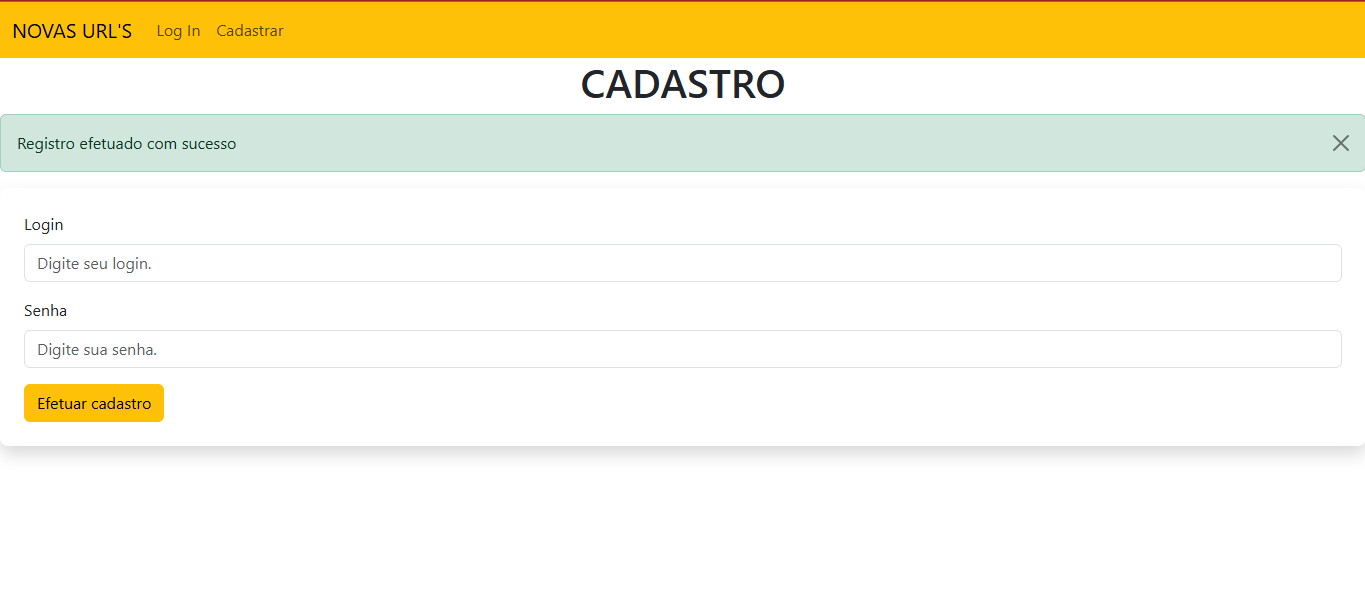 NOVAS URL'S Log In Cadastrar
CADASTRO
Registro efetuado com sucesso
Login
Digite seu login.
Senha
Digite sua senha.
Efetuar cadastro